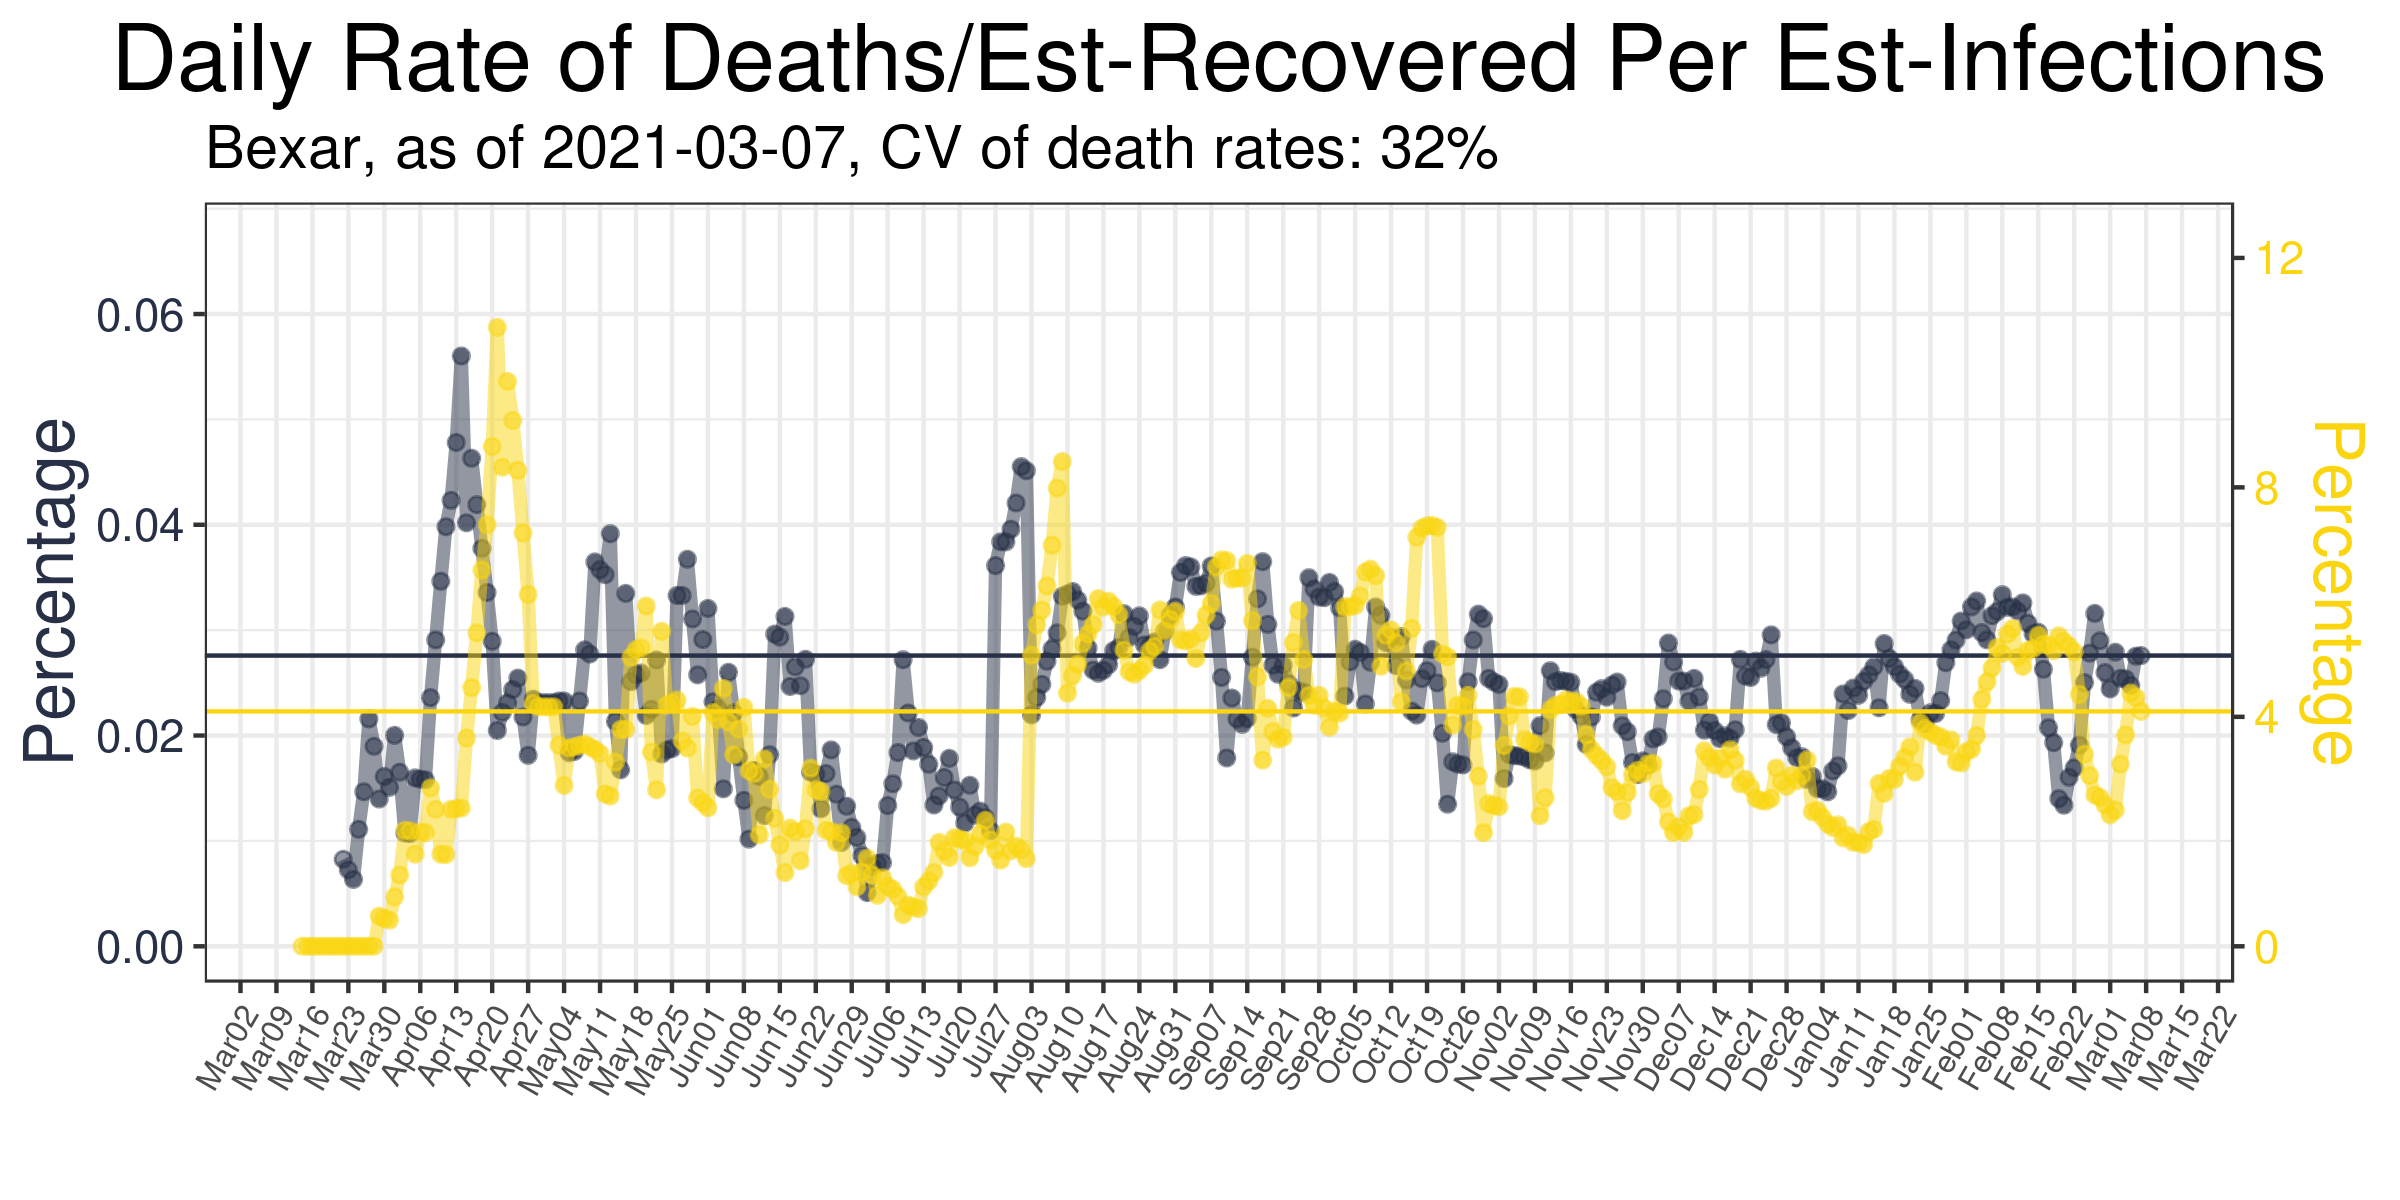 Daily Rate of Deaths/Est-Recovered Per Est-Infections
Bexar, as of 2021-03-07, CV of death rates: 32%
Percentage
0.06
0.04
0.02
0.00
12
8
4
0
Percentage
Mar02
Mar09
Mar16
Mar23
Mar30
Apr06
Apr13
Apr20
Apr27
May04
May11
May18
May25
Jun01
Jun08
Jun15
Jun22
Jun29
Jul06
Jul13
Jul20
Jul27
Aug03
Aug10
Aug17
Aug24
Aug31
Sep07
Sep14
Sep21
Sep28
Oct05
Oct12
Oct19
Oct26
Nov02
Nov09
Nov16
Nov23
Nov30
Dec07
Dec14
Dec21
Dec28
Jan04
Jan11
Jan18
Jan25
Feb01
Feb08
Feb15
Feb22
Mar01
Mar08
Mar15
Mar22